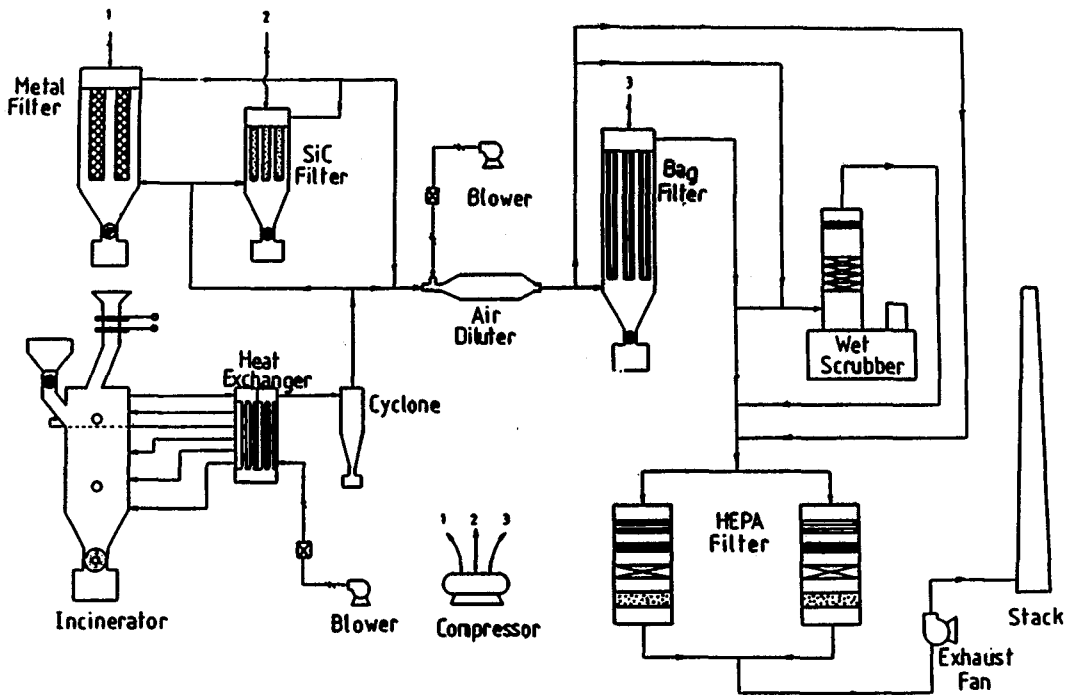 1
2
Metal
Filter
SiC
Filter
Blower
3
Bag
Filter
Air
Diluter
Wet
Scrubber
Heat
Exchanger
Cyclone
Incinerator
Blower
1 2 3
Compressor
HEPA
Filter
Exhaust
Fan
Stack